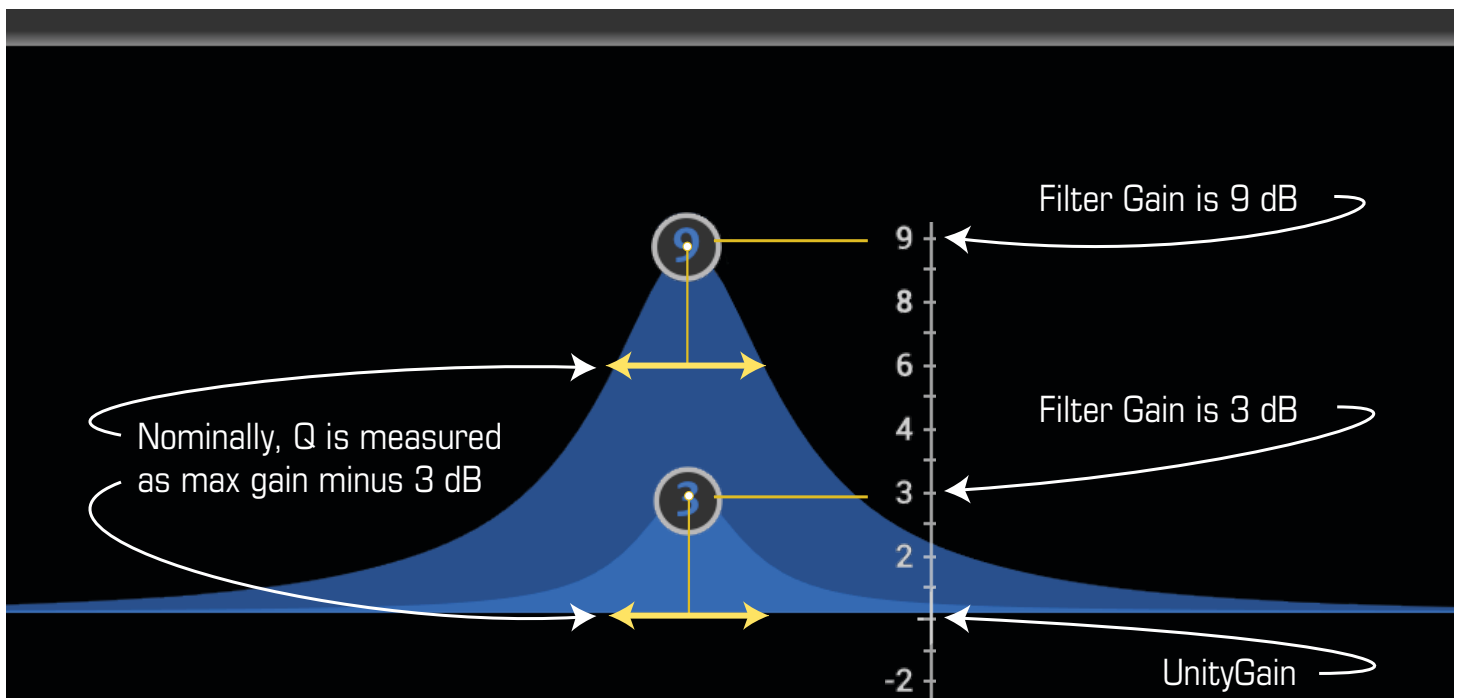 Filter Gain is 9 dB
9
9
8
6
Filter Gain is 3 dB
4
Nominally, Q is measured
as max gain minus 3 dB
3
3
2
UnityGain
-2